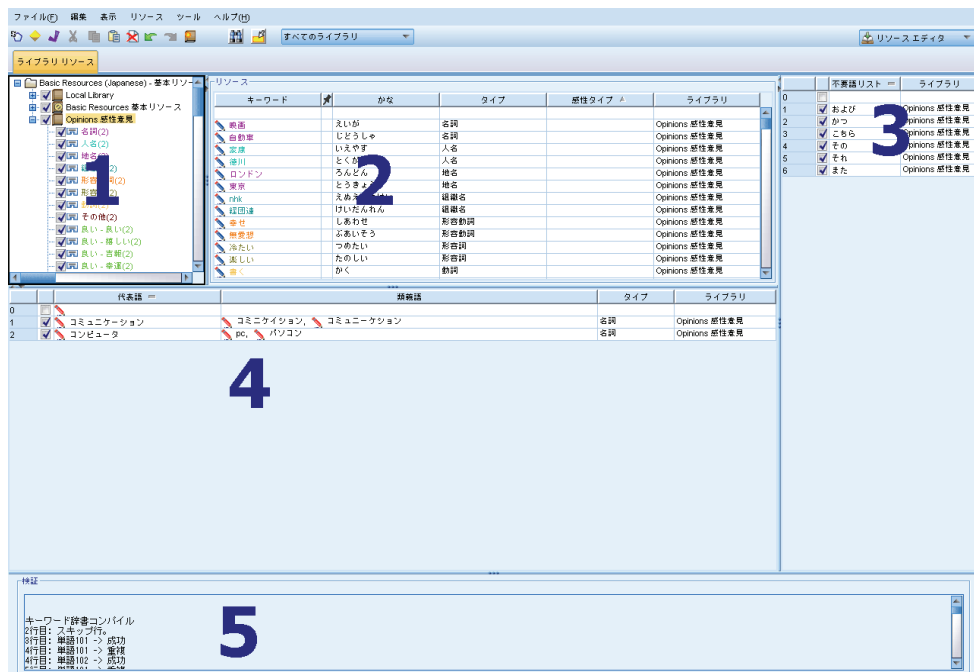 ファイル(F) 編集 表示 リソース ツール ヘルプ(H)
すべてのライブラリ
リソース エディタ
ライブラリ リソース
Basic Resources (Japanese) - 基本リソー
Local Library
Basic Resources 基本リソース
Opinions 感性意見
名詞(2)
人名(2)
地名
形容
形容
その他(2)
良い - 良い(2)
良い - 嬉しい(2)
良い - 吉報(2)
良い - 幸運(2)
1
リソース
キーワード かな タイプ 感性タイプ ライブラリ
映画 えいが 名詞 Opinions 感性意見
自動車 じどうしゃ 名詞 Opinions 感性意見
家康 いえやす 人名 Opinions 感性意見
徳川 とくが 人名 Opinions 感性意見
ロンドン ろんどん 地名 Opinions 感性意見
東京 とうきょう 地名 Opinions 感性意見
nhk 組織名 Opinions 感性意見
経団連 けいだんれん 組織名 Opinions 感性意見
幸せ しあわせ 形容動詞 Opinions 感性意見
無愛想 ぶあいそう 形容動詞 Opinions 感性意見
冷たい つめたい 形容詞 Opinions 感性意見
楽しい たのしい 形容詞 Opinions 感性意見
書く かく 動詞 Opinions 感性意見
2
不要語リスト ライブラリ
0
1 および Opinions 感性意見
2 かつ Opinions 感性意見
3 こちら Opinions 感性意見
4 その Opinions 感性意見
5 それ Opinions 感性意見
6 また Opinions 感性意見
3
代表語 類義語 タイプ ライブラリ
0
1 コミュニケーション コミニケイション, コミュニーケション 名詞 Opinions 感性意見
2 コンピュータ pc, パソコン 名詞 Opinions 感性意見
4
検証
キーワード辞書コンパイル
2行目: スキップ行。
3行目: 単語101 -> 成功
4行目: 単語101 -> 重複
4行目: 単語102 -> 成功
5行目: 単語101 -> 重複
5